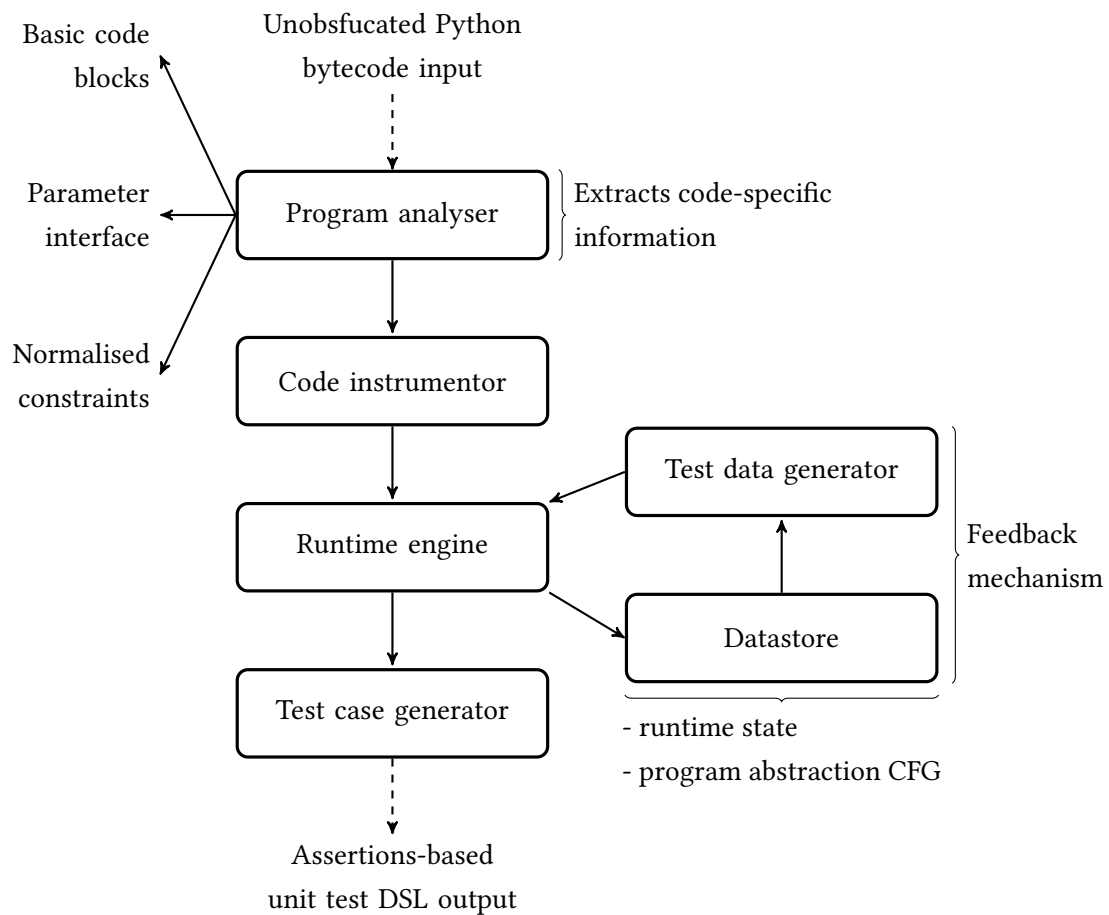 Unobsfucated Python
bytecode input
Basic code
blocks
Parameter
interface
Normalised
constraints
Program analyser
Extracts code-specific
information
Code instrumentor
Test data generator
Runtime engine
Feedback
mechanism
Datastore
Test case generator
- runtime state
- program abstraction CFG
Assertions-based
unit test DSL output